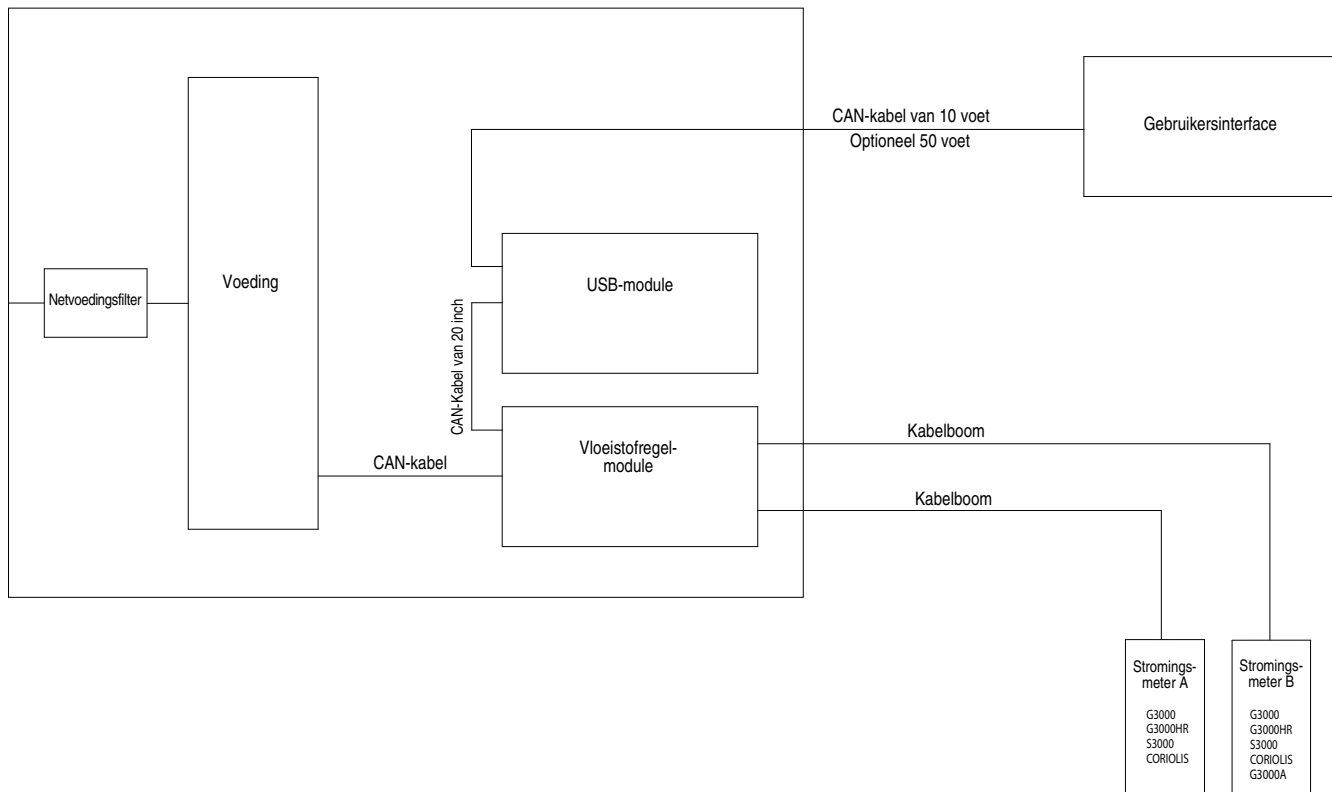 CAN-kabel van 10 voet
Optioneel 50 voet
Gebruikersinterface
Netvoedingsfilter
Voeding
USB-module
CAN-Kabel van 20 inch
Vloeistofregel-
module
CAN-kabel
Kabelboom
Kabelboom
Stromings-
meter A
G3000
G3000HR
S3000
CORIOLIS
Stromings-
meter B
G3000
G3000HR
S3000
CORIOLIS
G3000A